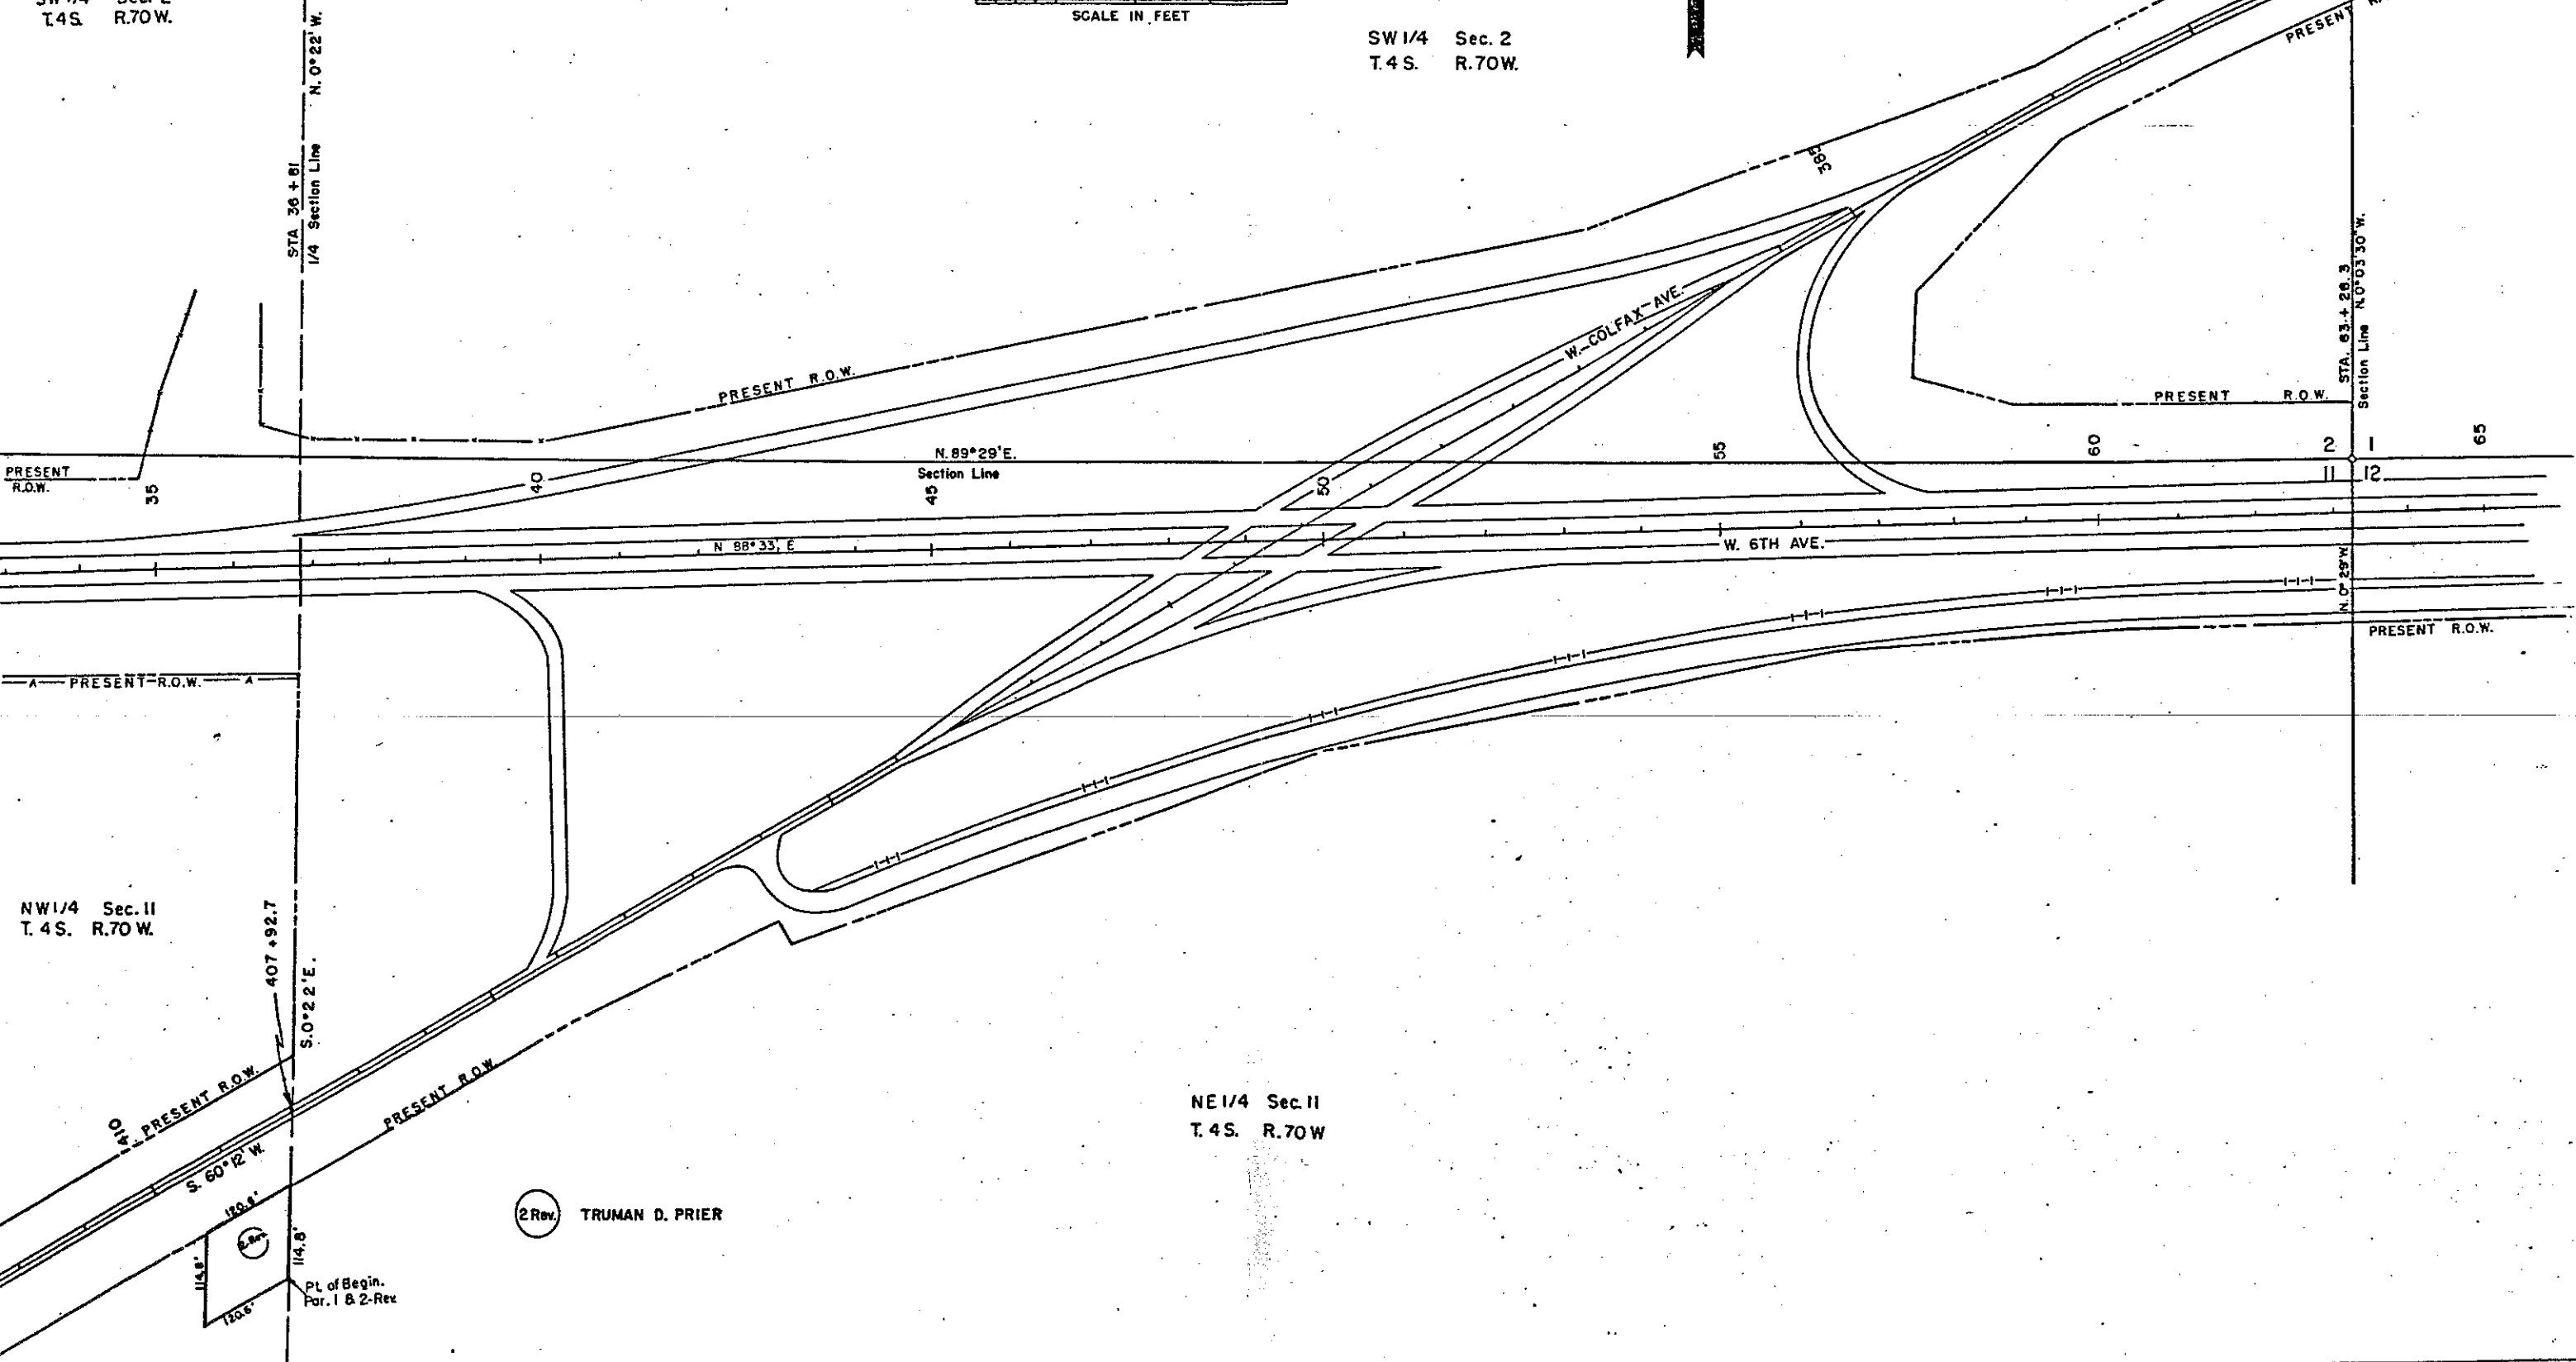 T.4S. R.70W.
N. 0° 22' W.
SCALE IN FEET
SW 1/4 Sec. 2
T. 4 S. R. 70 W.
PRESENT
STA 36 + 81
1/4 Section Line
385
W. COLFAX AVE.
STA. 63 + 28.3
N. 0° 03' 30" W.
Section Line
PRESENT R.O.W.
PRESENT R.O.W.
PRESENT
R.O.W.
N. 89° 29' E.
Section Line
35
40
45
50
55
60
65
2 1
11 12
N 88° 33' E
W. 6TH AVE.
N. 0° 29' W.
PRESENT R.O.W.
A PRESENT R.O.W. A
NW 1/4 Sec. 11
T. 4 S. R. 70 W.
407 + 92.7
S. 0° 22' E.
410
PRESENT R.O.W.
PRESENT R.O.W.
S. 60° 12' W.
NE 1/4 Sec. 11
T. 4 S. R. 70 W
2 Rev. TRUMAN D. PRIER
120.6'
2-Rev.
114.8'
114.8'
120.6'
Pt. of Begin.
Par. 1 & 2-Rev.